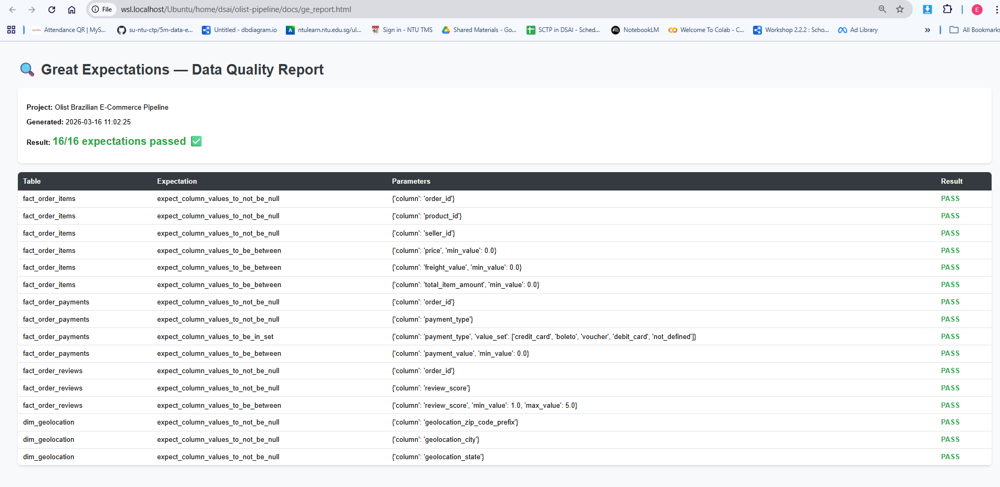 File wsl.localhost/Ubuntu/home/dsai/olist-pipeline/docs/ge_report.html E
Attendance QR | MyS... su-ntu-ctp/5m-data-e... Untitled - dbdiagram.io ntulearn.ntu.edu.sg/ul... Sign in - NTU TMS Shared Materials - Go... SCTP in DSAI - Sched... NotebookLM Welcome To Colab - C... Workshop 2.2.2 : Scho... Ad Library » All Bookmarks
Great Expectations — Data Quality Report
Project: Olist Brazilian E-Commerce Pipeline
Generated: 2026-03-16 11:02:25
Result: 16/16 expectations passed ✅
Table Expectation Parameters Result
fact_order_items expect_column_values_to_not_be_null {'column': 'order_id'} PASS
fact_order_items expect_column_values_to_not_be_null {'column': 'product_id'} PASS
fact_order_items expect_column_values_to_not_be_null {'column': 'seller_id'} PASS
fact_order_items expect_column_values_to_be_between {'column': 'price', 'min_value': 0.0} PASS
fact_order_items expect_column_values_to_be_between {'column': 'freight_value', 'min_value': 0.0} PASS
fact_order_items expect_column_values_to_be_between {'column': 'total_item_amount', 'min_value': 0.0} PASS
fact_order_payments expect_column_values_to_not_be_null {'column': 'order_id'} PASS
fact_order_payments expect_column_values_to_not_be_null {'column': 'payment_type'} PASS
fact_order_payments expect_column_values_to_be_in_set {'column': 'payment_type', 'value_set': ['credit_card', 'boleto', 'voucher', 'debit_card', 'not_defined']} PASS
fact_order_payments expect_column_values_to_be_between {'column': 'payment_value', 'min_value': 0.0} PASS
fact_order_reviews expect_column_values_to_not_be_null {'column': 'order_id'} PASS
fact_order_reviews expect_column_values_to_not_be_null {'column': 'review_score'} PASS
fact_order_reviews expect_column_values_to_be_between {'column': 'review_score', 'min_value': 1.0, 'max_value': 5.0} PASS
dim_geolocation expect_column_values_to_not_be_null {'column': 'geolocation_zip_code_prefix'} PASS
dim_geolocation expect_column_values_to_not_be_null {'column': 'geolocation_city'} PASS
dim_geolocation expect_column_values_to_not_be_null {'column': 'geolocation_state'} PASS